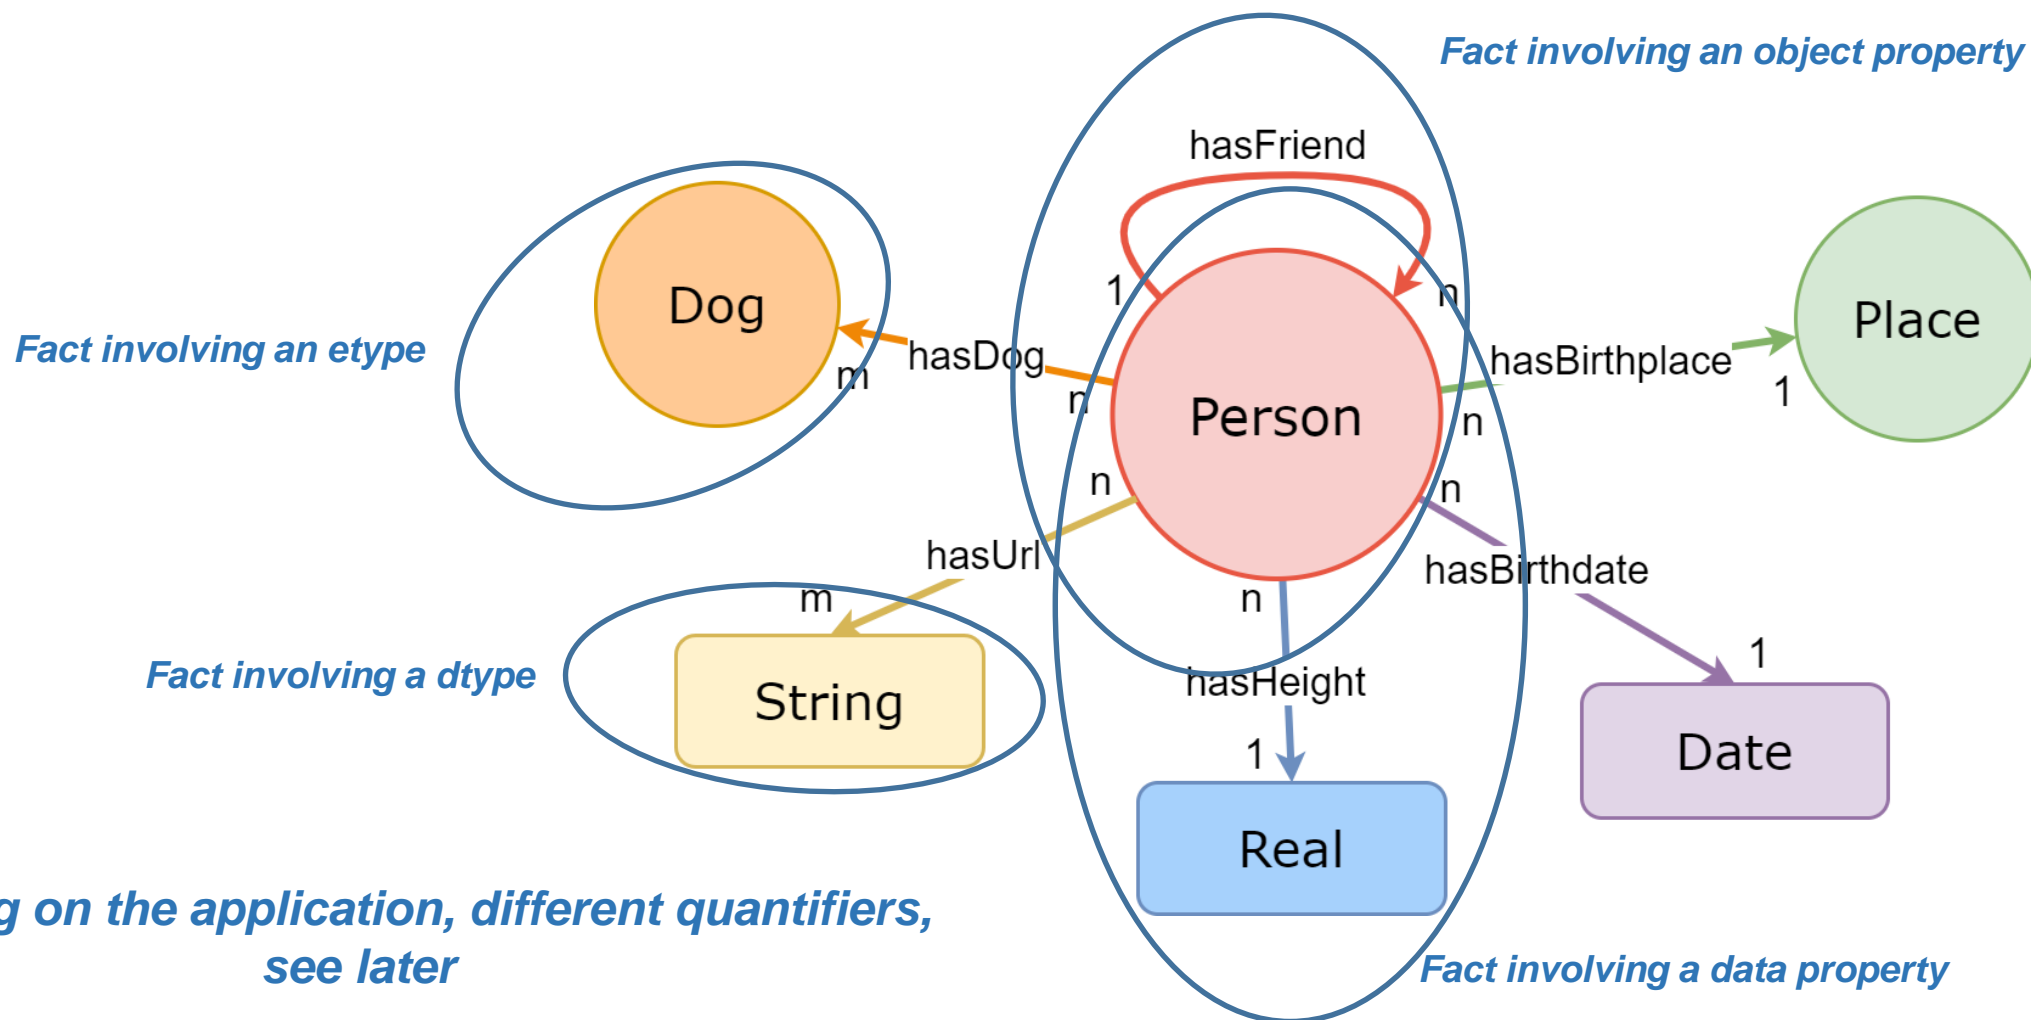 Fact involving an object property
hasFriend
1
n
Dog
Place
Fact involving an etype
hasDog
m
n
hasBirthplace
1
n
Person
n
n
hasUrl
m
n
hasBirthdate
1
Fact involving a dtype
String
hasHeight
1
Date
Real
on the application, different quantifiers,
see later
Fact involving a data property